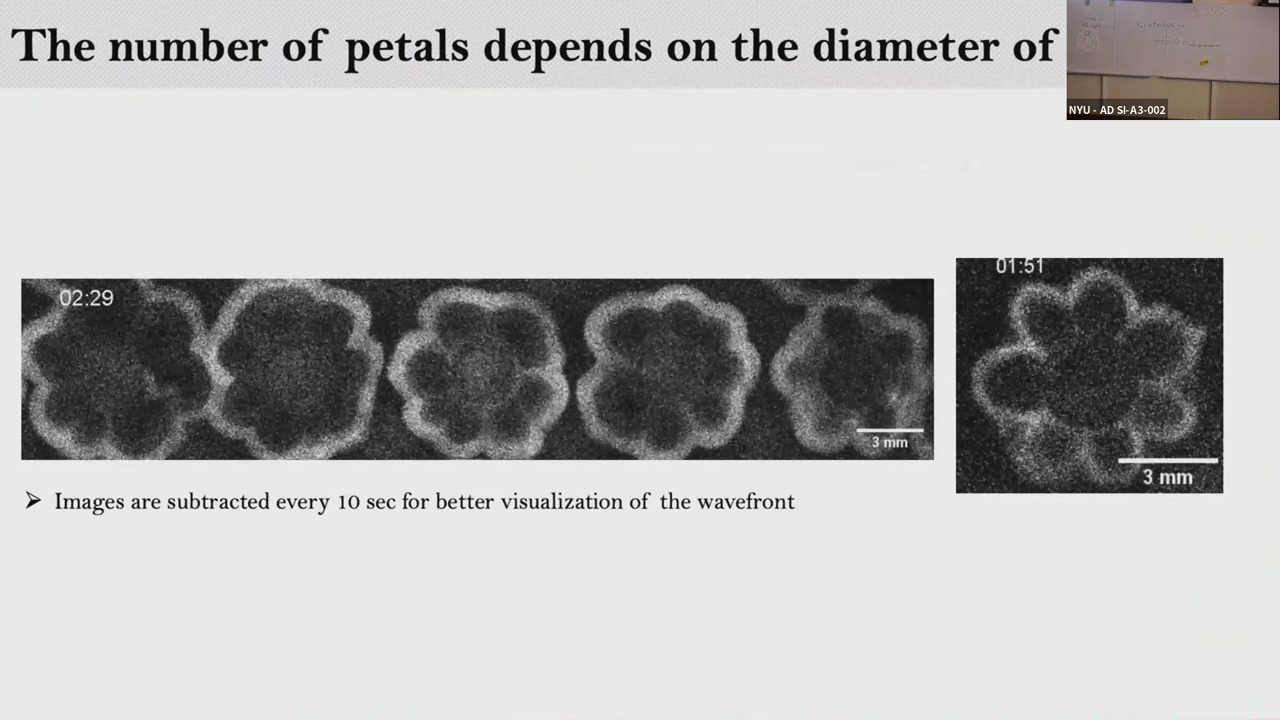 The number of petals depends on the diameter of
NYU - AD SI-A3-002
02:29
3 mm
01:51
3 mm
➢ Images are subtracted every 10 sec for better visualization of the wavefront